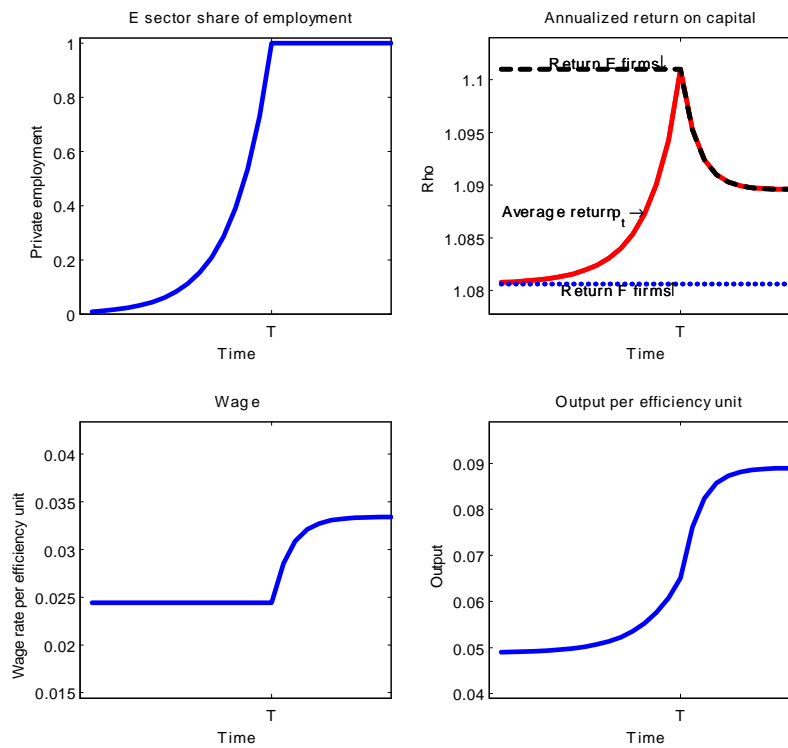 E sector share of employment
Private employment
1
0.8
0.6
0.4
0.2
0
T
Time
Annualized return on capital
Rho
1.1
1.095
1.09
1.085
1.08
Return E firms↓
Average return ρt →
Return F firms↑
T
Time
Wage
Wage rate per efficiency unit
0.04
0.035
0.03
0.025
0.02
0.015
T
Time
Output per efficiency unit
Output
0.09
0.08
0.07
0.06
0.05
0.04
T
Time